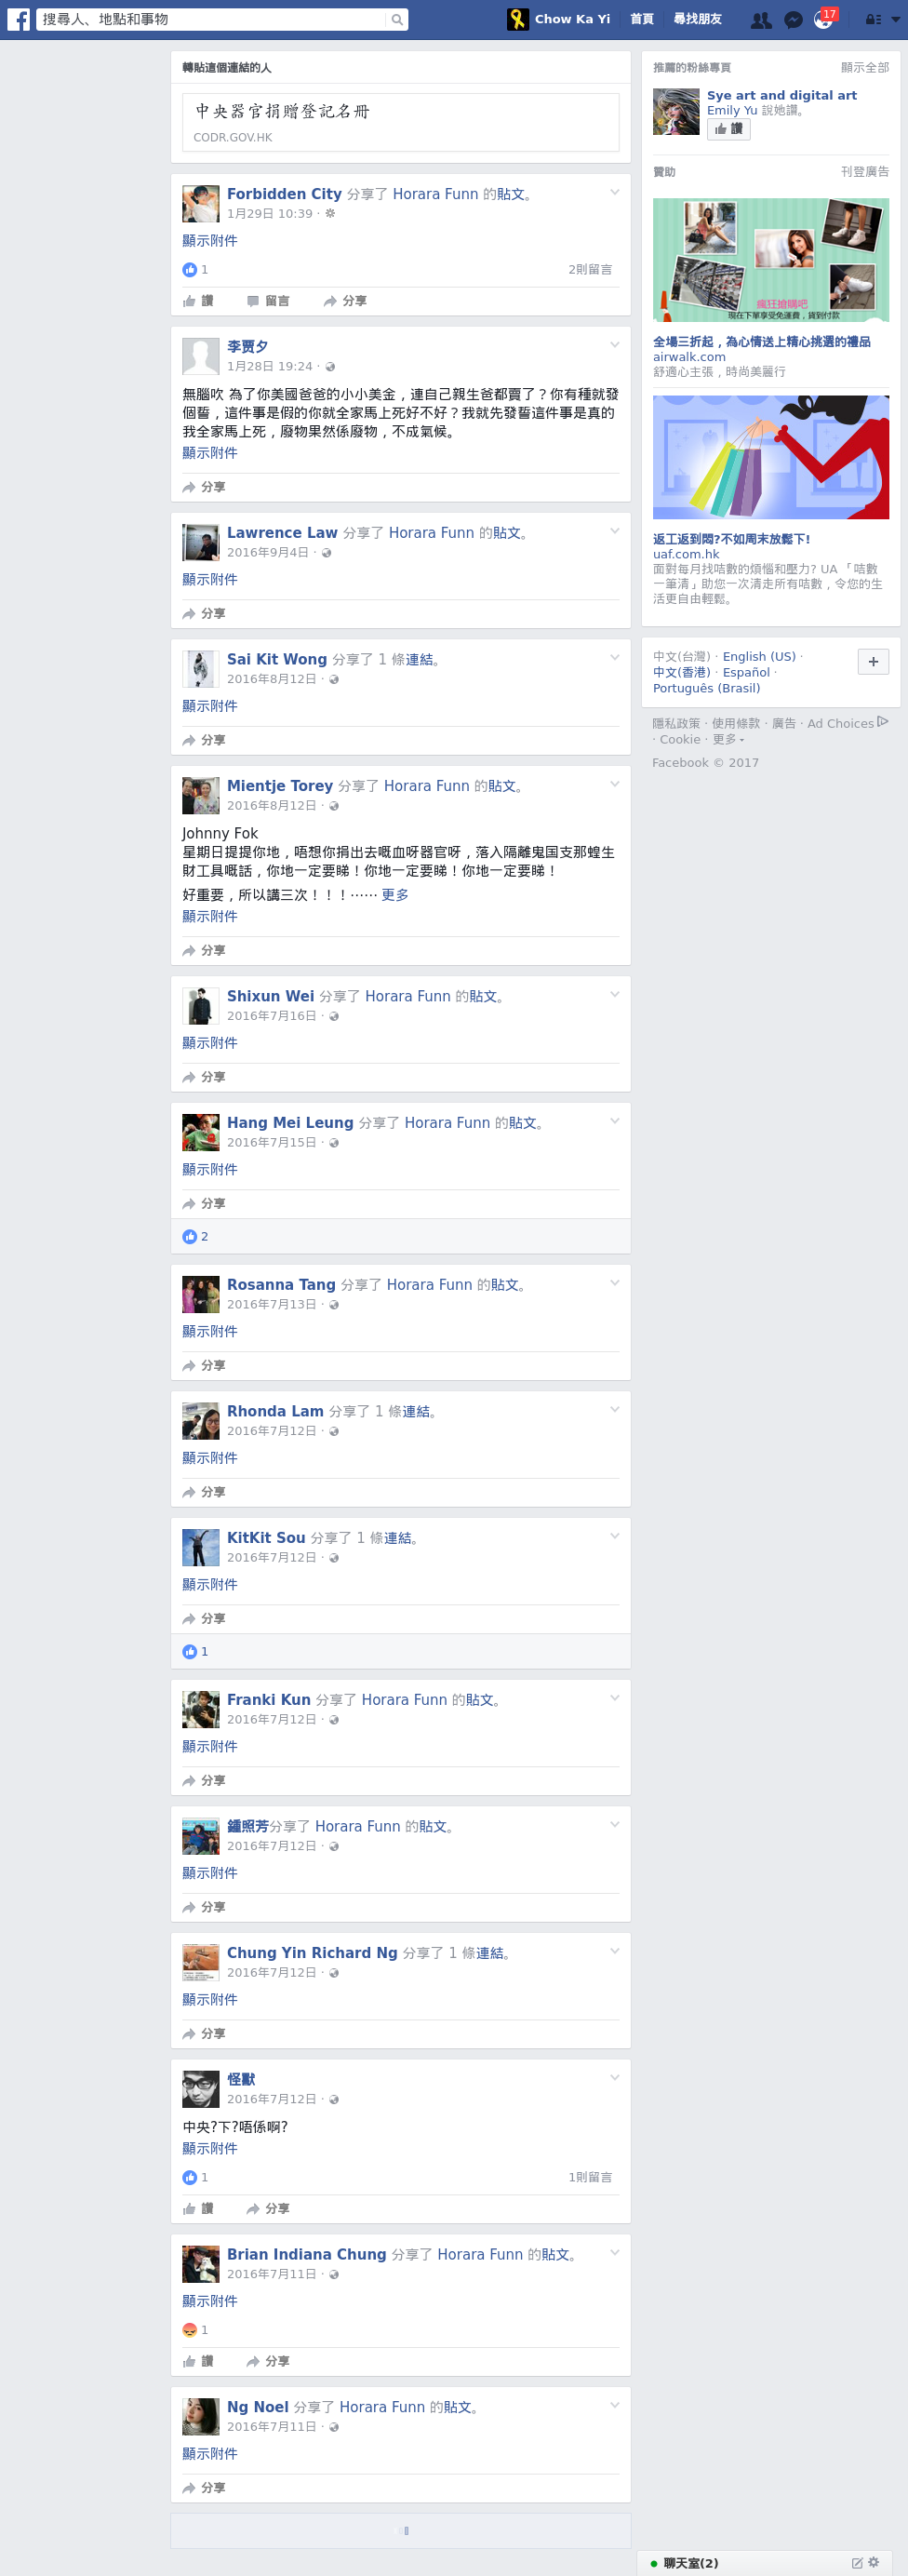 搜尋人、地點和事物
Chow Ka Yi
首頁
尋找朋友
17
轉貼這個連結的人
中央器官捐贈登記名冊
CODR.GOV.HK
Forbidden City 分享了 Horara Funn 的貼文。
1月29日 10:39 ·
顯示附件
1
2則留言
讚 留言 分享
李贾夕
1月28日 19:24 ·
無腦吹 為了你美國爸爸的小小美金，連自己親生爸都賣了？你有種就發
個誓，這件事是假的你就全家馬上死好不好？我就先發誓這件事是真的
我全家馬上死，廢物果然係廢物，不成氣候。
顯示附件
分享
Lawrence Law 分享了 Horara Funn 的貼文。
2016年9月4日 ·
顯示附件
分享
Sai Kit Wong 分享了 1 條連結。
2016年8月12日 ·
顯示附件
分享
Mientje Torey 分享了 Horara Funn 的貼文。
2016年8月12日 ·
Johnny Fok
星期日提提你地，唔想你捐出去嘅血呀器官呀，落入隔離鬼国支那蝗生
財工具嘅話，你地一定要睇！你地一定要睇！你地一定要睇！
好重要，所以講三次！！！⋯⋯ 更多
顯示附件
分享
Shixun Wei 分享了 Horara Funn 的貼文。
2016年7月16日 ·
顯示附件
分享
Hang Mei Leung 分享了 Horara Funn 的貼文。
2016年7月15日 ·
顯示附件
分享
2
Rosanna Tang 分享了 Horara Funn 的貼文。
2016年7月13日 ·
顯示附件
分享
Rhonda Lam 分享了 1 條連結。
2016年7月12日 ·
顯示附件
分享
KitKit Sou 分享了 1 條連結。
2016年7月12日 ·
顯示附件
分享
1
Franki Kun 分享了 Horara Funn 的貼文。
2016年7月12日 ·
顯示附件
分享
鍾照芳分享了 Horara Funn 的貼文。
2016年7月12日 ·
顯示附件
分享
Chung Yin Richard Ng 分享了 1 條連結。
2016年7月12日 ·
顯示附件
分享
怪獸
2016年7月12日 ·
中央?下?唔係啊?
顯示附件
1
1則留言
讚 分享
Brian Indiana Chung 分享了 Horara Funn 的貼文。
2016年7月11日 ·
顯示附件
1
讚 分享
Ng Noel 分享了 Horara Funn 的貼文。
2016年7月11日 ·
顯示附件
分享
推薦的粉絲專頁 顯示全部
Sye art and digital art
Emily Yu 說她讚。
讚
贊助 刊登廣告
瘋狂搶購吧
現在下單享受免運費，貨到付款
全場三折起，為心情送上精心挑選的禮品
airwalk.com
舒適心主張，時尚美麗行
返工返到悶?不如周末放鬆下!
uaf.com.hk
面對每月找咭數的煩惱和壓力? UA 「咭數
一筆清」助您一次清走所有咭數，令您的生
活更自由輕鬆。
中文(台灣) · English (US) ·
中文(香港) · Español ·
Português (Brasil)
隱私政策 · 使用條款 · 廣告 · Ad Choices
· Cookie · 更多
Facebook © 2017
聊天室(2)